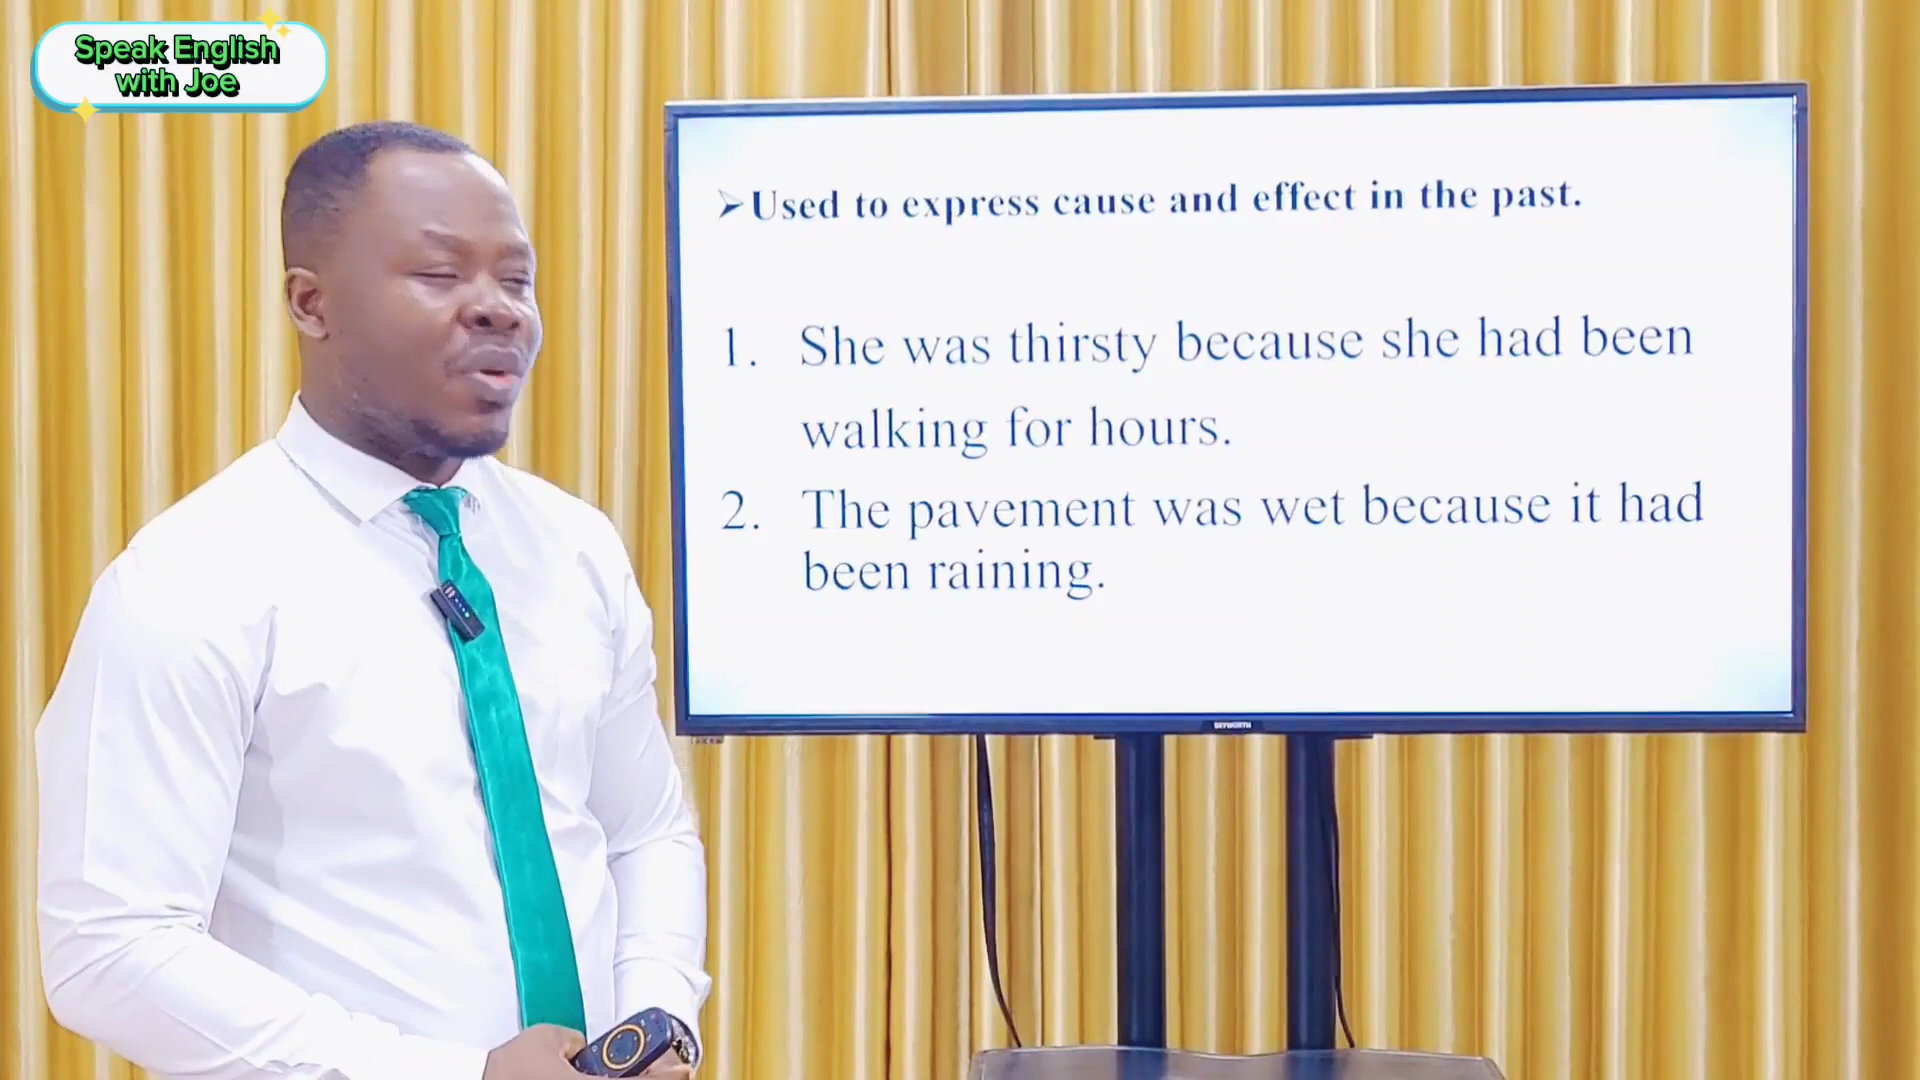 Speak English
with Joe
➢Used to express cause and effect in the past.
1. She was thirsty because she had been
walking for hours.
2. The pavement was wet because it had
been raining.
SKYWORTH